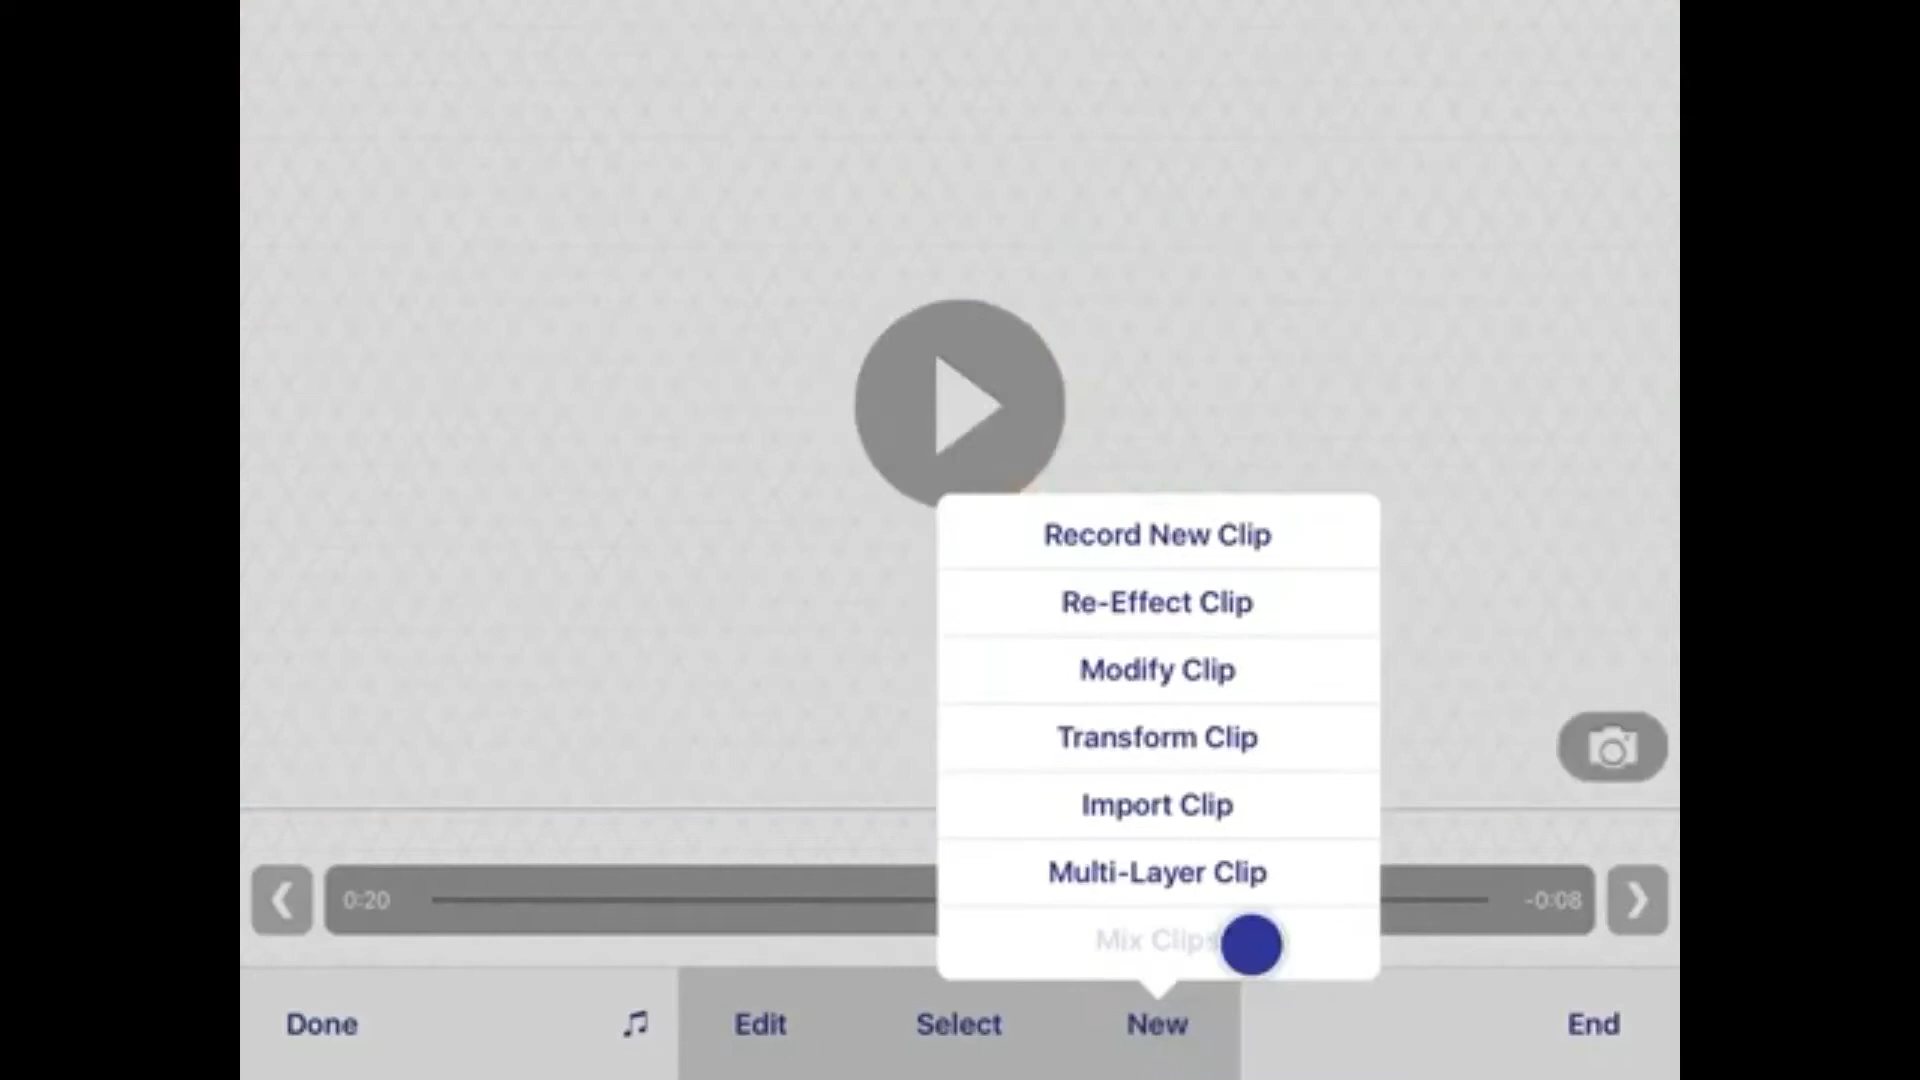 Record New Clip
Re-Effect Clip
Modify Clip
Transform Clip
Import Clip
Multi-Layer Clip
0:20
-0:08
Mix Clips
Done
Edit
Select
New
End